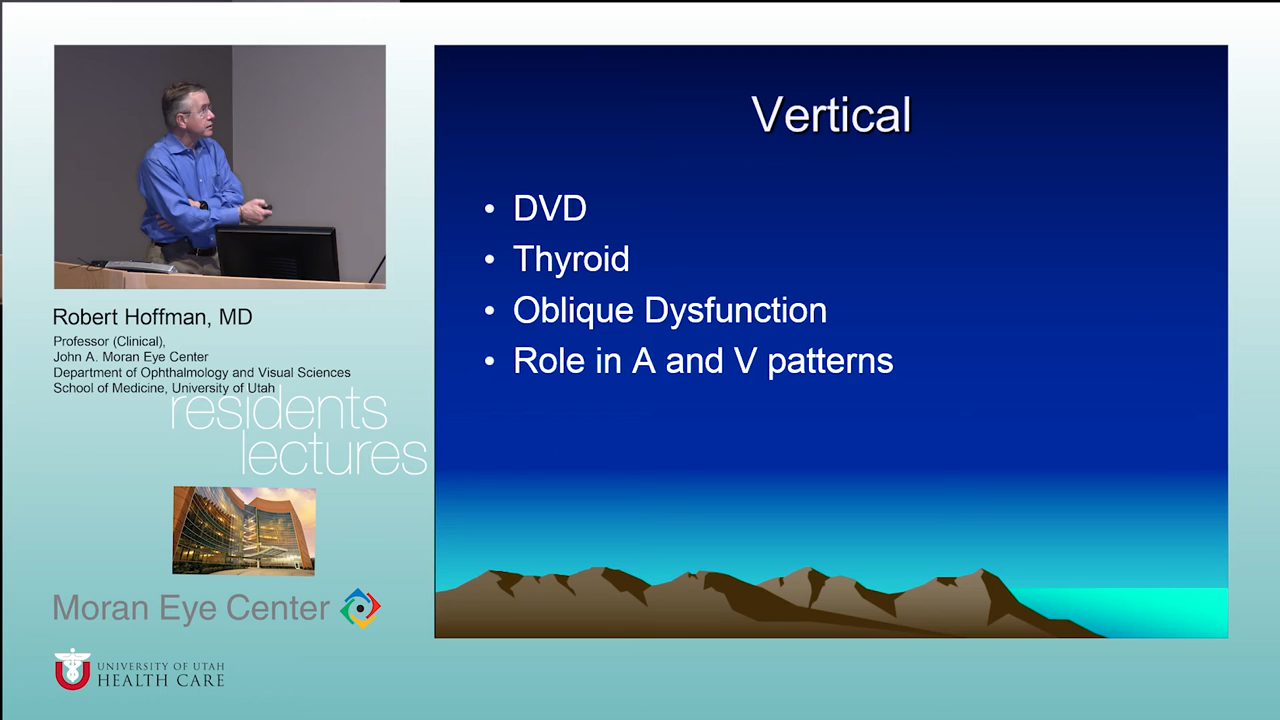 Vertical
• DVD
• Thyroid
• Oblique Dysfunction
• Role in A and V patterns
Robert Hoffman, MD
Professor (Clinical),
John A. Moran Eye Center
Department of Ophthalmology and Visual Sciences
School of Medicine, University of Utah
residents
lectures
Moran Eye Center
UNIVERSITY OF UTAH
HEALTH CARE